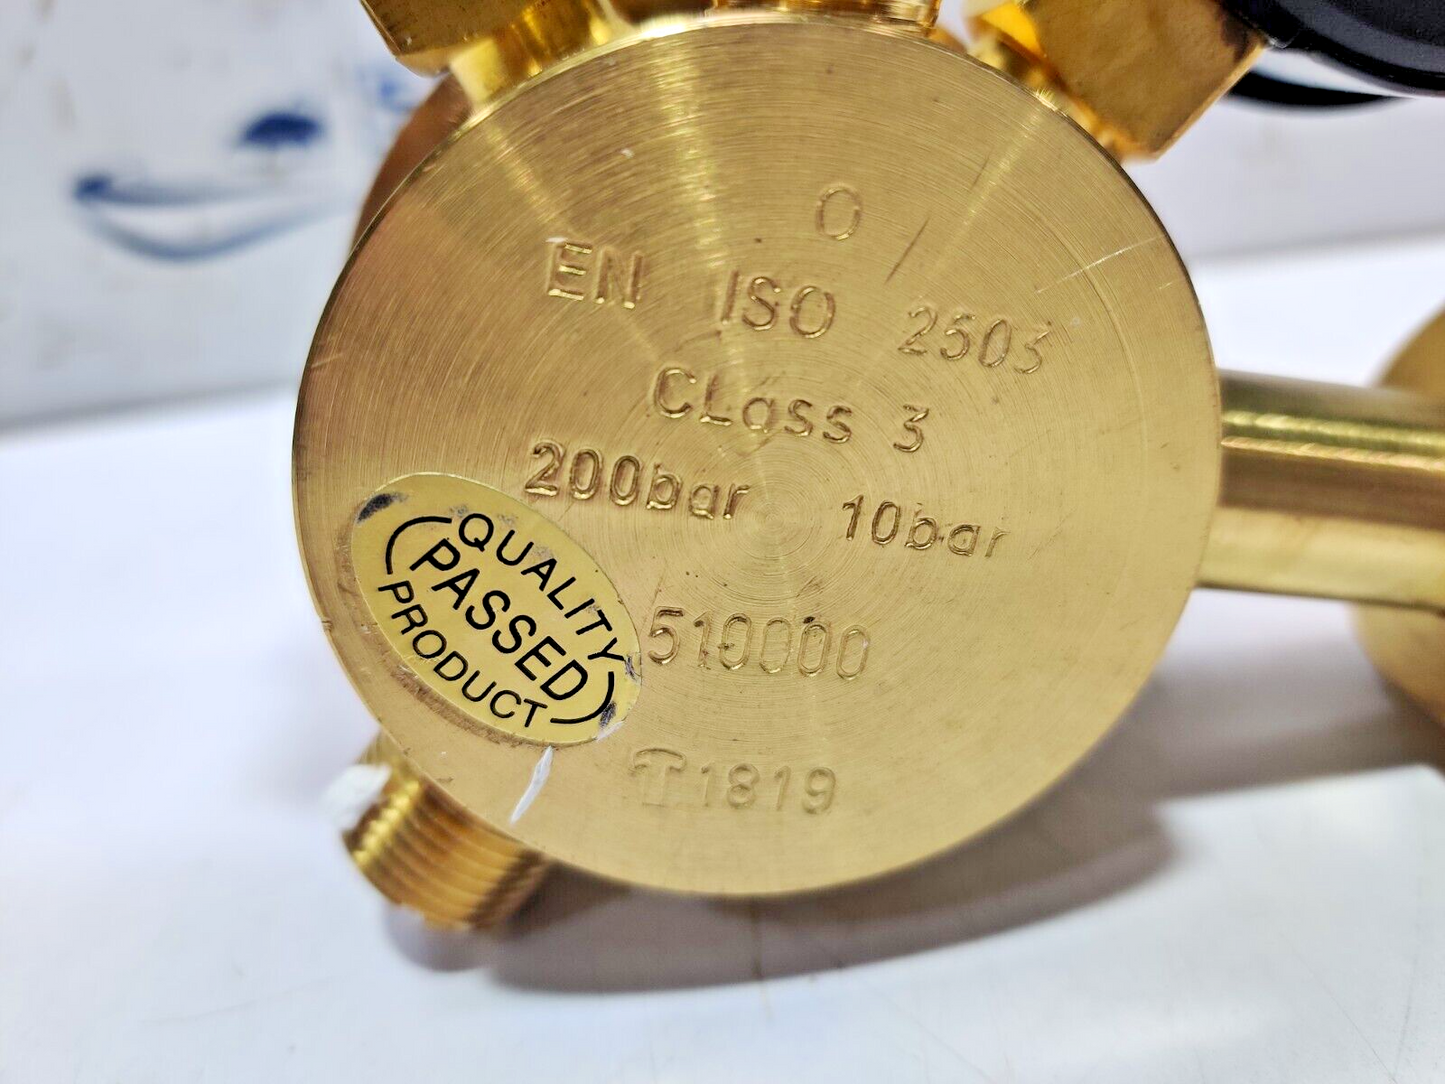 O
EN ISO 2503
CLass 3
200bar 10bar
510000
1819
QUALITY
(PASSED)
PRODUCT